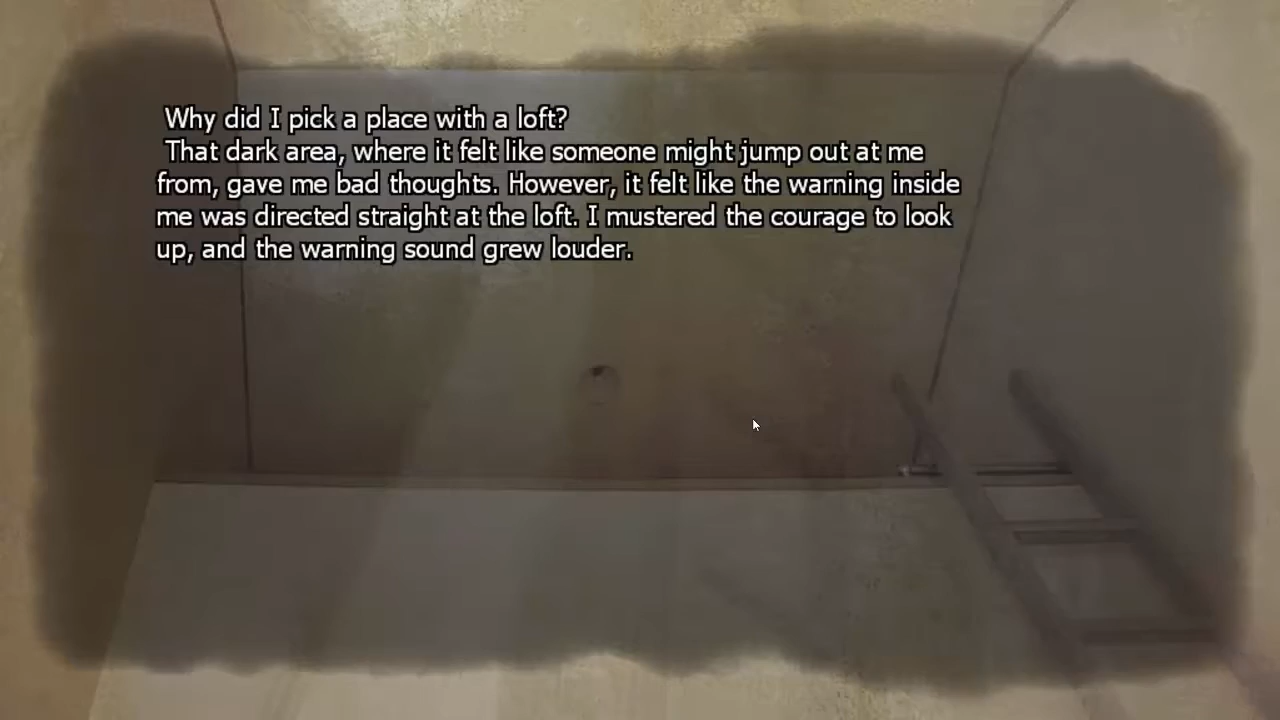 Why did I pick a place with a loft?
That dark area, where it felt like someone might jump out at me
from, gave me bad thoughts. However, it felt like the warning inside
me was directed straight at the loft. I mustered the courage to look
up, and the warning sound grew louder.